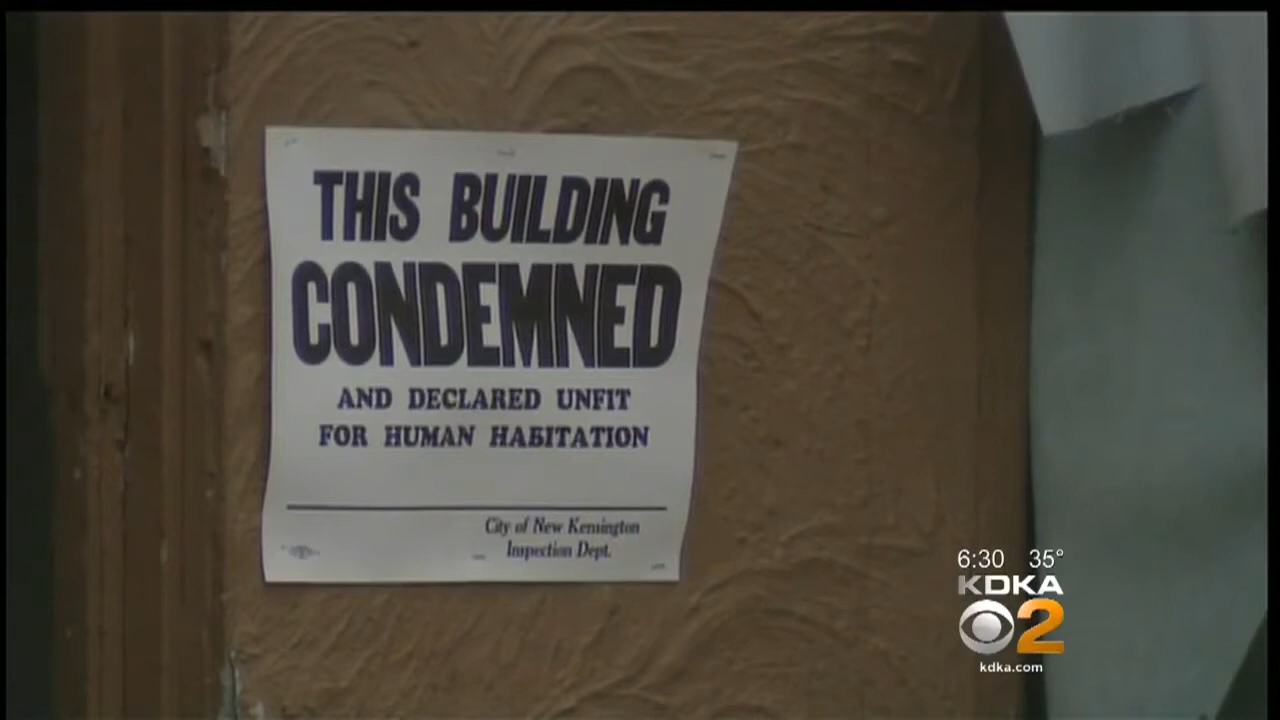 THIS BUILDING
CONDEMNED
AND DECLARED UNFIT
FOR HUMAN HABITATION
City of New Kensington
Inspection Dept.
6:30 35°
KDKA
2
kdka.com